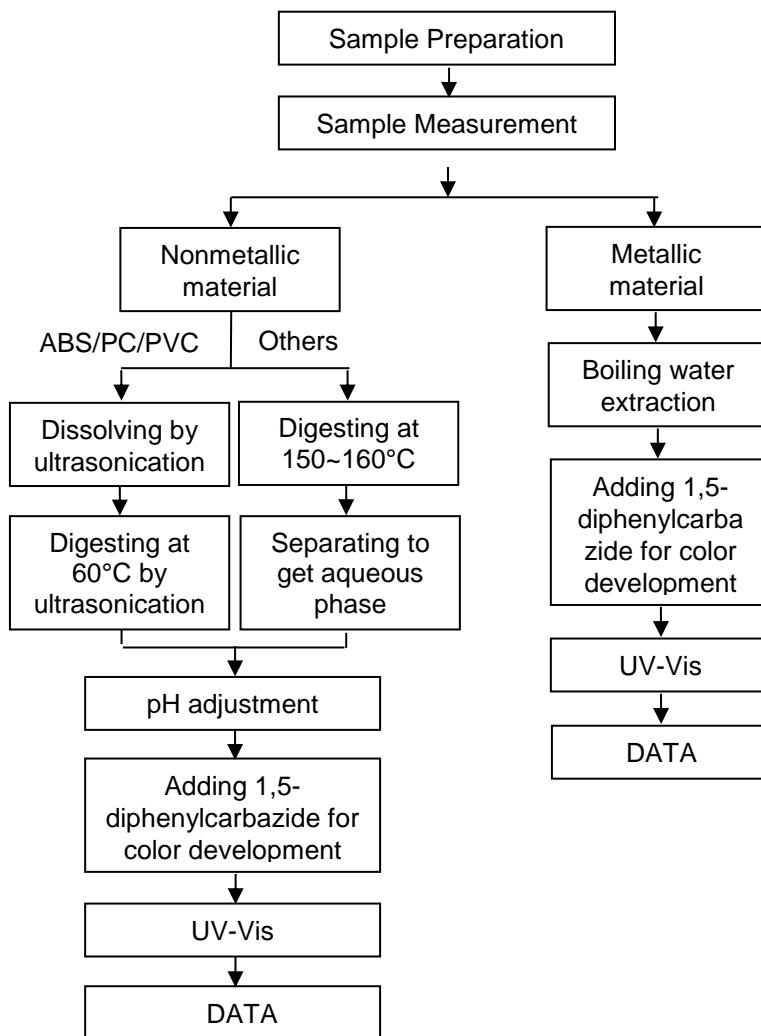 Sample Preparation
Sample Measurement
Nonmetallic
material
Metallic
material
ABS/PC/PVC
Others
Boiling water
extraction
Dissolving by
ultrasonication
Digesting at
150~160°C
Adding 1,5-
diphenylcarba
zide for color
development
Digesting at
60°C by
ultrasonication
Separating to
get aqueous
phase
UV-Vis
pH adjustment
DATA
Adding 1,5-
diphenylcarbazide for
color development
UV-Vis
DATA